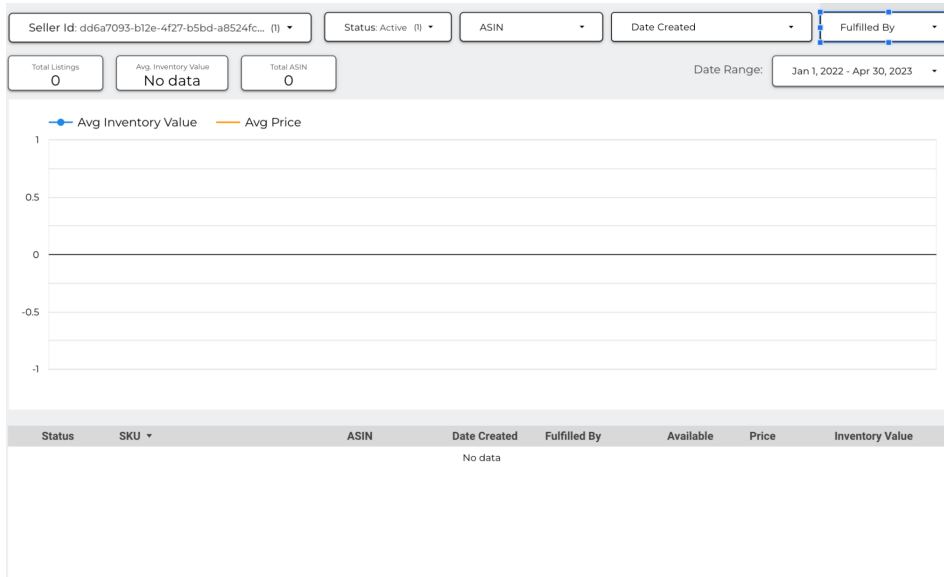 Seller Id: dd6a7093-b12e-4f27-b5bd-a8524fc... (1)
Status: Active (1)
ASIN
Date Created
Fulfilled By
Total Listings
0
Avg. Inventory Value
No data
Total ASIN
0
Date Range:
Jan 1, 2022 - Apr 30, 2023
Avg Inventory Value
Avg Price
1
0.5
0
-0.5
-1
Status SKU ASIN Date Created Fulfilled By Available Price Inventory Value
No data